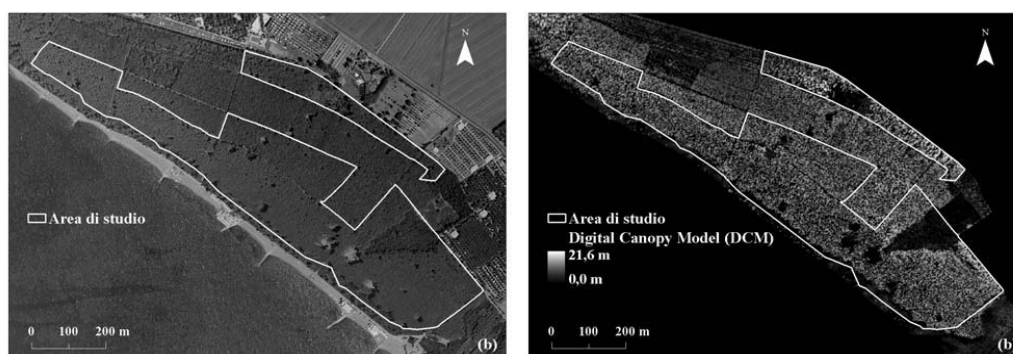 N
Area di studio
0 100 200 m
(b)
N
Area di studio
Digital Canopy Model (DCM)
21,6 m
0,0 m
0 100 200 m
(b